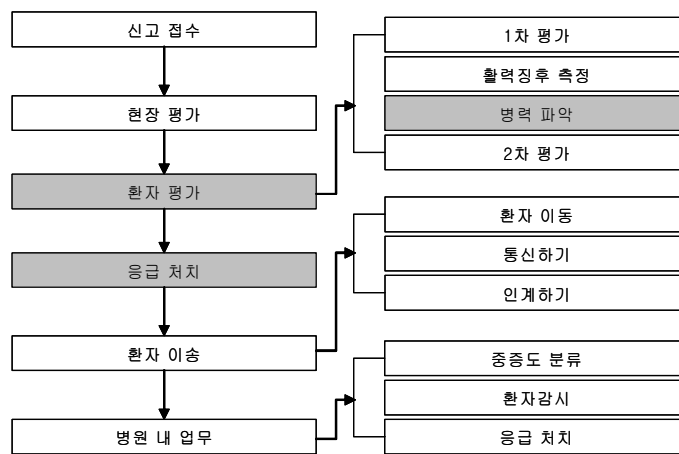 신고 접수
현장 평가
환자 평가
응급 처치
환자 이송
병원 내 업무
1차 평가
활력징후 측정
병력 파악
2차 평가
환자 이동
통신하기
인계하기
중증도 분류
환자감시
응급 처치